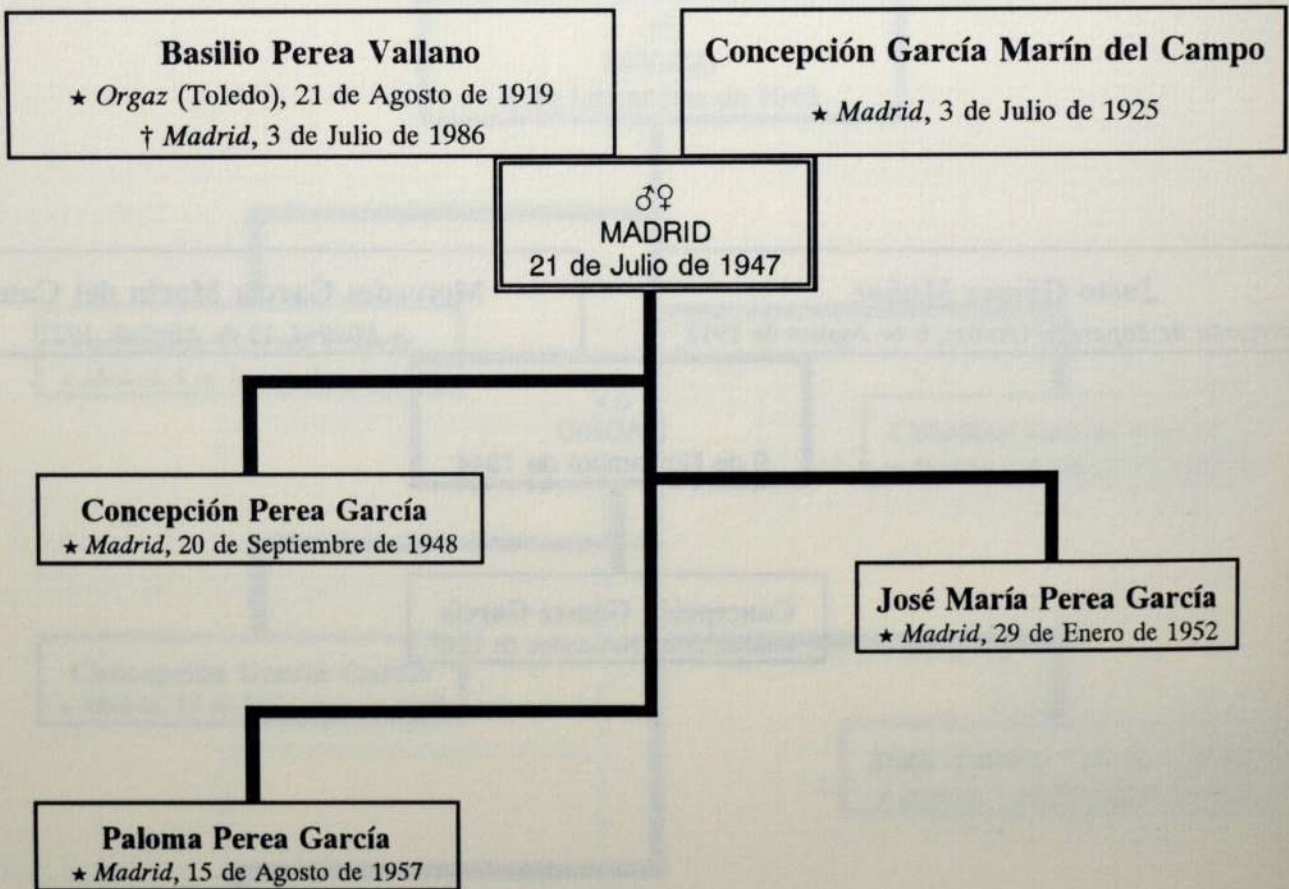 Basilio Perea Vallano
★ Orgaz (Toledo), 21 de Agosto de 1919
† Madrid, 3 de Julio de 1986
Concepción García Marín del Campo
★ Madrid, 3 de Julio de 1925
♂♀
MADRID
21 de Julio de 1947
Concepción Perea García
★ Madrid, 20 de Septiembre de 1948
José María Perea García
★ Madrid, 29 de Enero de 1952
Paloma Perea García
★ Madrid, 15 de Agosto de 1957